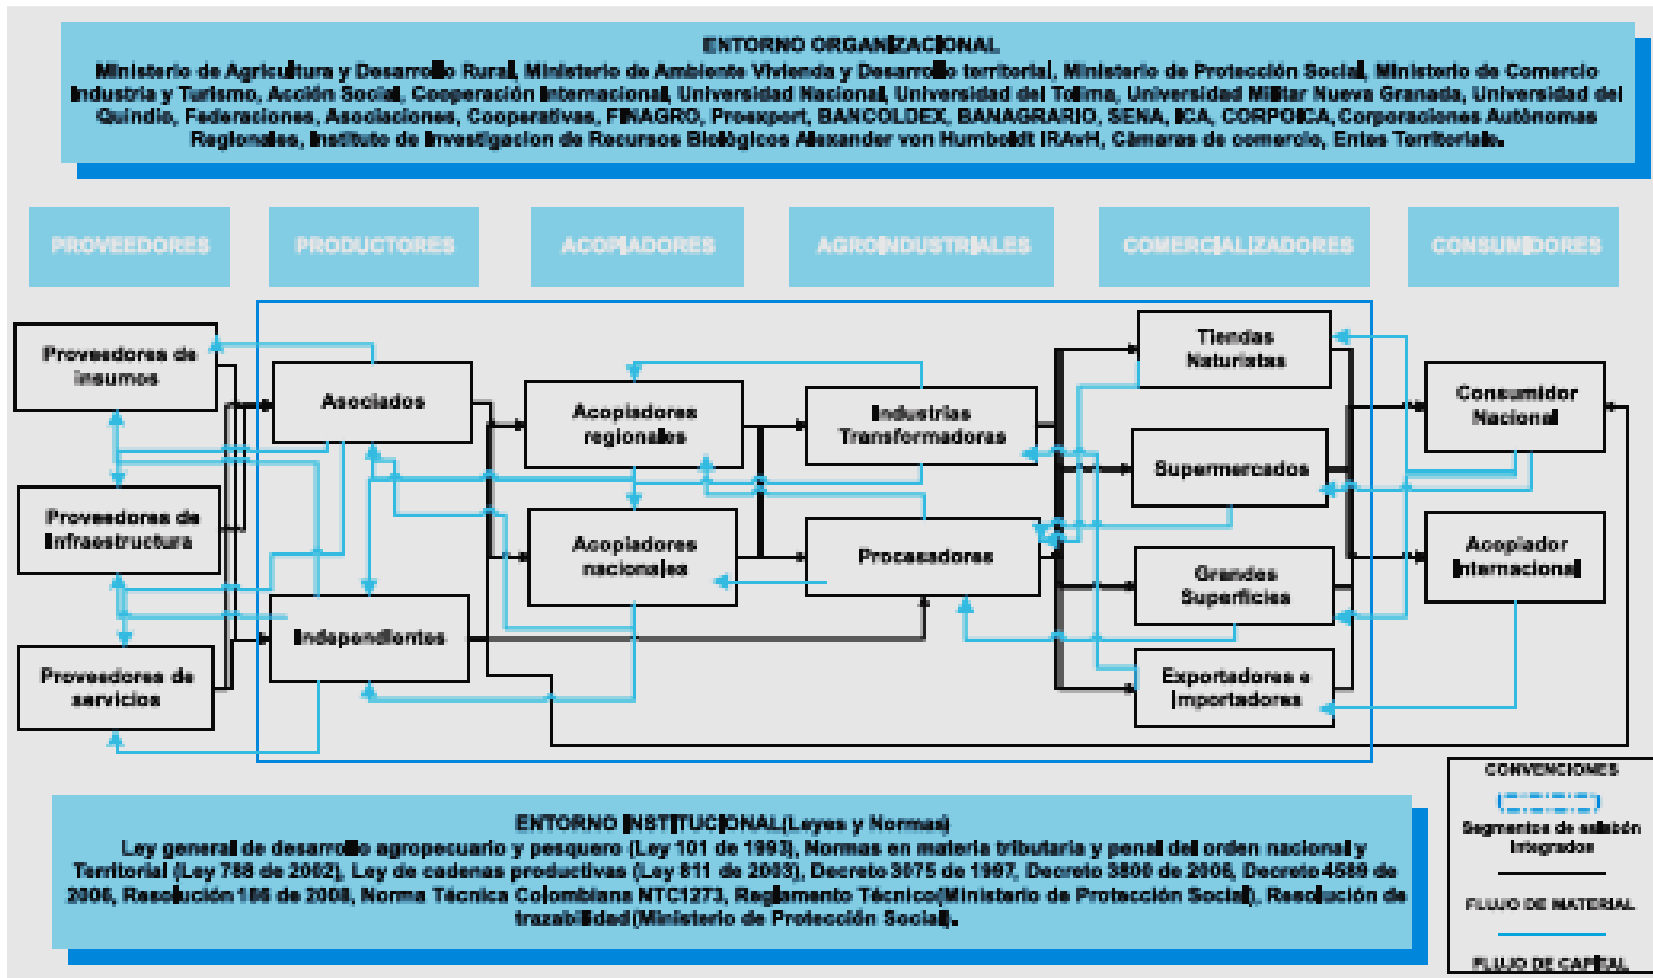 ENTORNO ORGANIZACIONAL
Ministerio de Agricultura y Desarrollo Rural, Ministerio de Ambiente Vivienda y Desarrollo territorial, Ministerio de Protección Social, Ministerio de Comercio
Industria y Turismo, Acción Social, Cooperación Internacional, Universidad Nacional, Universidad del Tolima, Universidad Militar Nueva Granada, Universidad del
Quindio, Federaciones, Asociaciones, Cooperativas, FINAGRO, Proexport, BANCOLDEX, BANAGRARIO, SENA, ICA, CORPOICA, Corporaciones Autónomas
Regionales, Instituto de Investigacion de Recursos Biológicos Alexander von Humboldt IRAvH, Cámaras de comercio, Entes Territoriale.
PROVEEDORES
PRODUCTORES
ACOPIADORES
AGROINDUSTRIALES
COMERCIALIZADORES
CONSUMIDORES
Proveedores de
insumos
Proveedores de
Infraestructura
Proveedores de
servicios
Asociados
Independientes
Acopiadores
regionales
Acopiadores
nacionales
Industrias
Transformadoras
Procesadores
Tiendas
Naturistas
Supermercados
Grandes
Superficies
Exportadores e
Importadores
Consumidor
Nacional
Acopiador
Internacional
ENTORNO INSTITUCIONAL(Leyes y Normas)
Ley general de desarrollo agropecuario y pesquero (Ley 101 de 1993), Normas en materia tributaria y penal del orden nacional y
Territorial (Ley 788 de 2002), Ley de cadenas productivas (Ley 811 de 2003), Decreto 3075 de 1997, Decreto 3800 de 2006, Decreto 4589 de
2006, Resolución 186 de 2008, Norma Técnica Colombiana NTC1273, Reglamento Técnico(Ministerio de Protección Social), Resolución de
trazabilidad(Ministerio de Protección Social).
CONVENCIONES
Segmentos de eslabón
Integrados
FLUJO DE MATERIAL
FLUJO DE CAPITAL